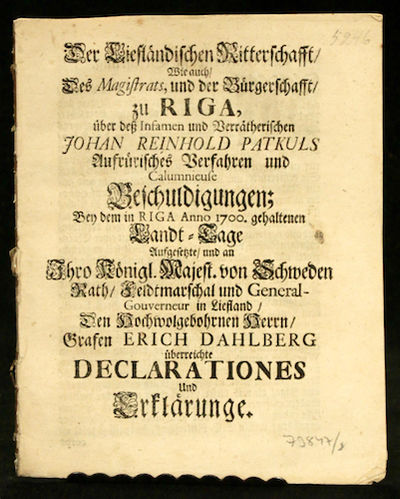 5246
Der Liefländischen Ritterschafft/
Wie auch/
Des Magistrats, und der Bürgerschafft/
zu RIGA,
über deß Infamen und Verrätherischen
JOHAN REINHOLD PATKULS
Aufrürisches Verfahren und
Calumnieuse
Beschuldigungen;
Bey dem in RIGA Anno 1700. gehaltenen
Landt-Tage
Aufgesetzte/ und an
Ihro Königl. Majest. von Schweden
Rath/ Feldtmarschal und General-
Gouverneur in Liefland/
Den Hochwolgebohrnen Herrn/
Grafen ERICH DAHLBERG
überreichte
DECLARATIONES
Und
Erklärunge.